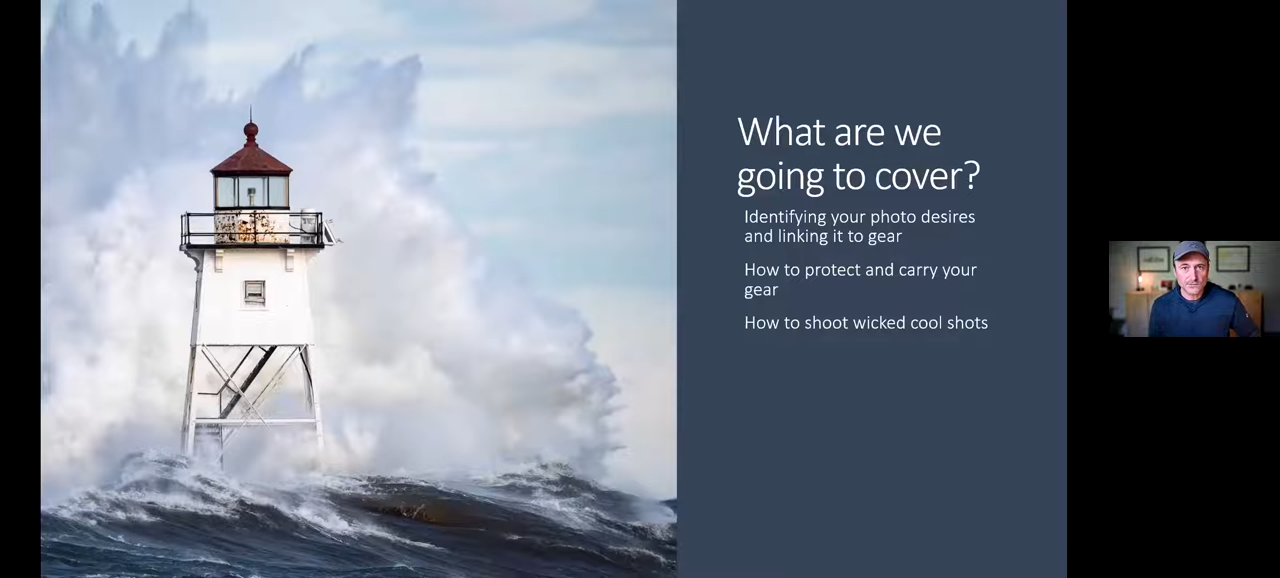 What are we
going to cover?
Identifying your photo desires
and linking it to gear
How to protect and carry your
gear
How to shoot wicked cool shots